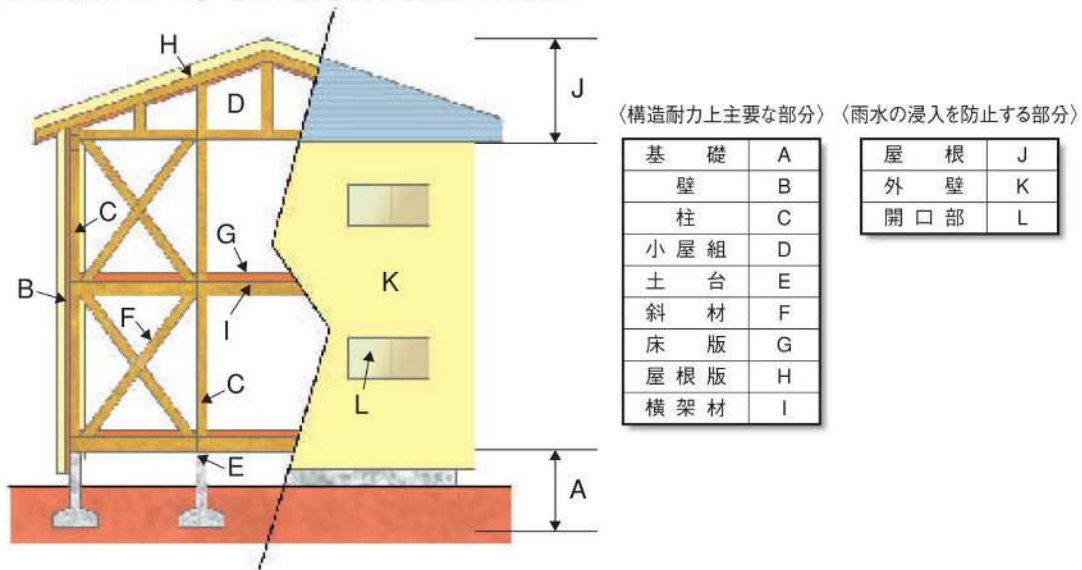 H
D
J
C
G
B
I
K
F
C
L
E
A
〈構造耐力上主要な部分〉
基礎 A
壁 B
柱 C
小屋組 D
土台 E
斜材 F
床版 G
屋根版 H
横架材 I
〈雨水の浸入を防止する部分〉
屋根 J
外壁 K
開口部 L